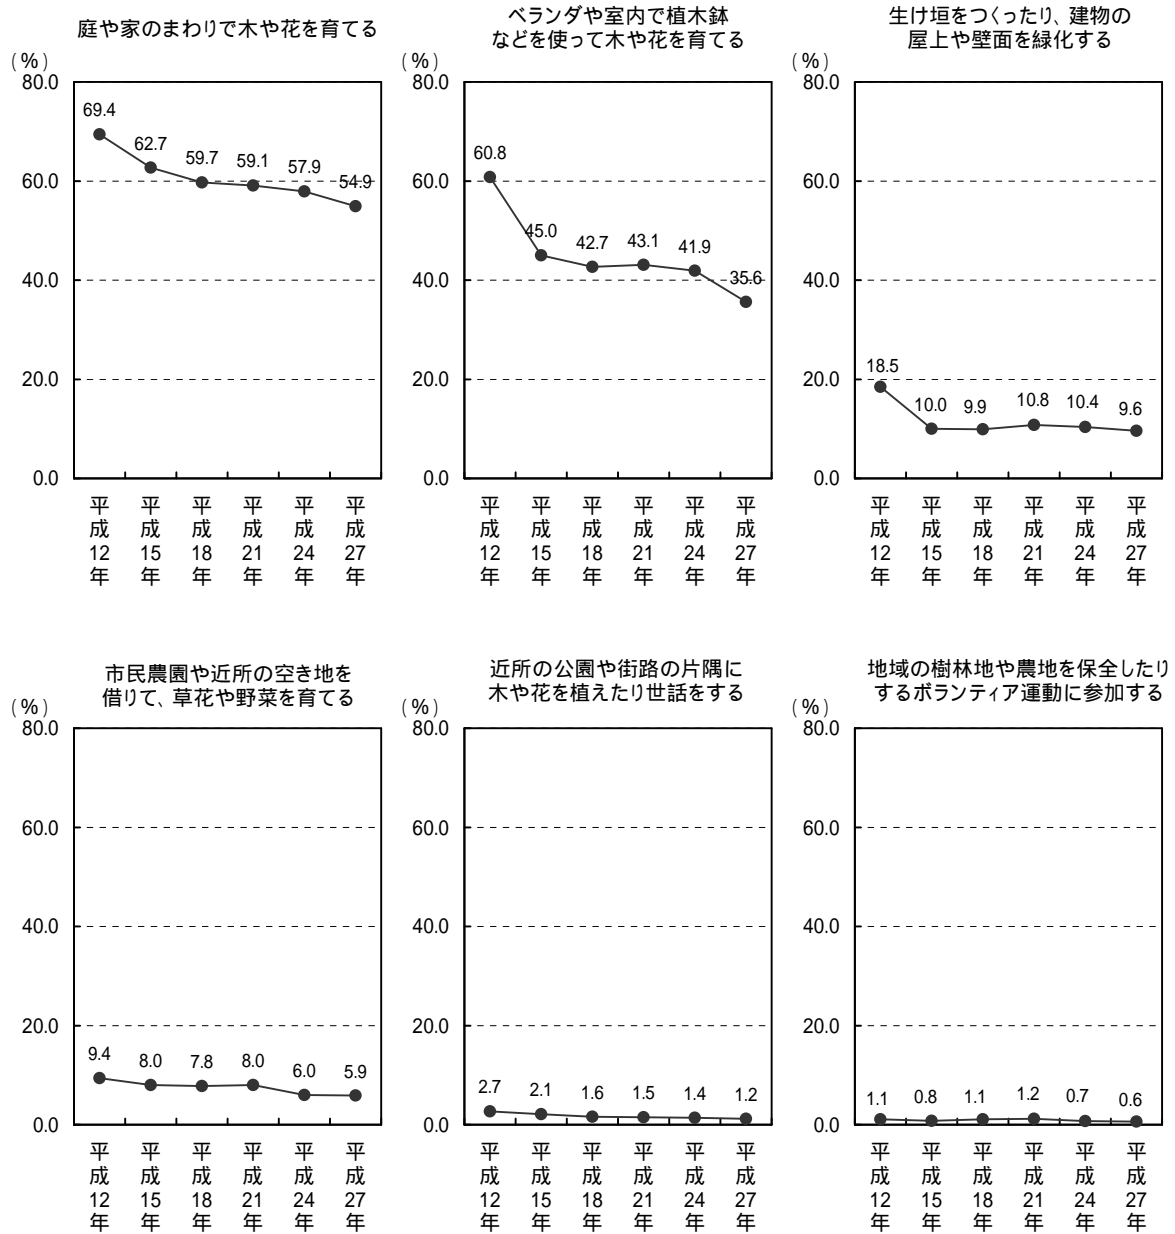 庭や家のまわりで木や花を育てる
(%)
80.0
60.0
40.0
20.0
0.0
69.4
62.7
59.7
59.1
57.9
54.9
平成12年
平成15年
平成18年
平成21年
平成24年
平成27年
ベランダや室内で植木鉢
などを使って木や花を育てる
(%)
80.0
60.0
40.0
20.0
0.0
60.8
45.0
42.7
43.1
41.9
35.6
平成12年
平成15年
平成18年
平成21年
平成24年
平成27年
生け垣をつくったり、建物の
屋上や壁面を緑化する
(%)
80.0
60.0
40.0
20.0
0.0
18.5
10.0
9.9
10.8
10.4
9.6
平成12年
平成15年
平成18年
平成21年
平成24年
平成27年
市民農園や近所の空き地を
借りて、草花や野菜を育てる
(%)
80.0
60.0
40.0
20.0
0.0
9.4
8.0
7.8
8.0
6.0
5.9
平成12年
平成15年
平成18年
平成21年
平成24年
平成27年
近所の公園や街路の片隅に
木や花を植えたり世話をする
(%)
80.0
60.0
40.0
20.0
0.0
2.7
2.1
1.6
1.5
1.4
1.2
平成12年
平成15年
平成18年
平成21年
平成24年
平成27年
地域の樹林地や農地を保全したり
するボランティア運動に参加する
(%)
80.0
60.0
40.0
20.0
0.0
1.1
0.8
1.1
1.2
0.7
0.6
平成12年
平成15年
平成18年
平成21年
平成24年
平成27年